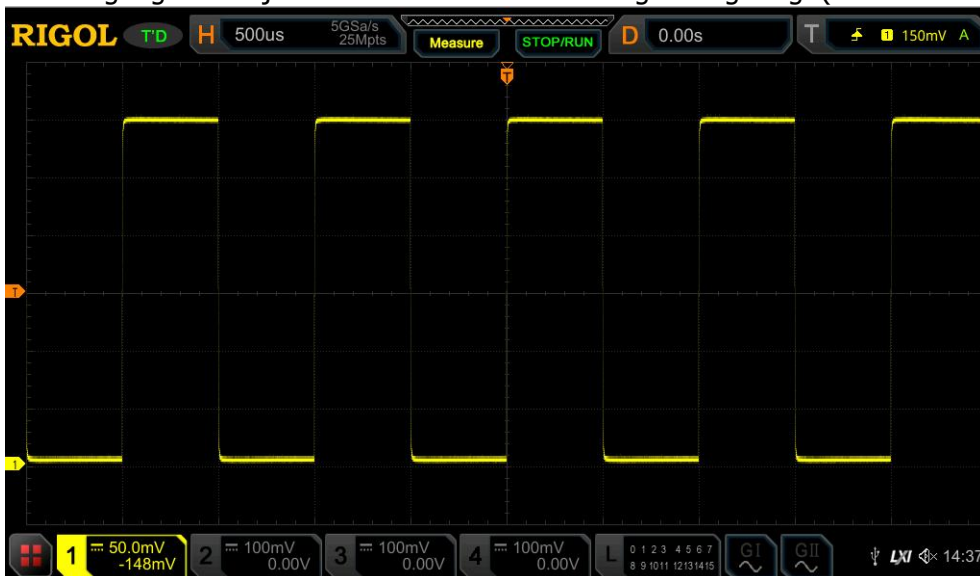 RIGOL T'D H 500us 5GSa/s 25Mpts Measure STOP/RUN D 0.00s T 1 150mV A
T
T
1
1 50.0mV -148mV 2 100mV 0.00V 3 100mV 0.00V 4 100mV 0.00V L 0 1 2 3 4 5 6 7 8 9 10 11 12 13 14 15 GI GII LXI 14:37